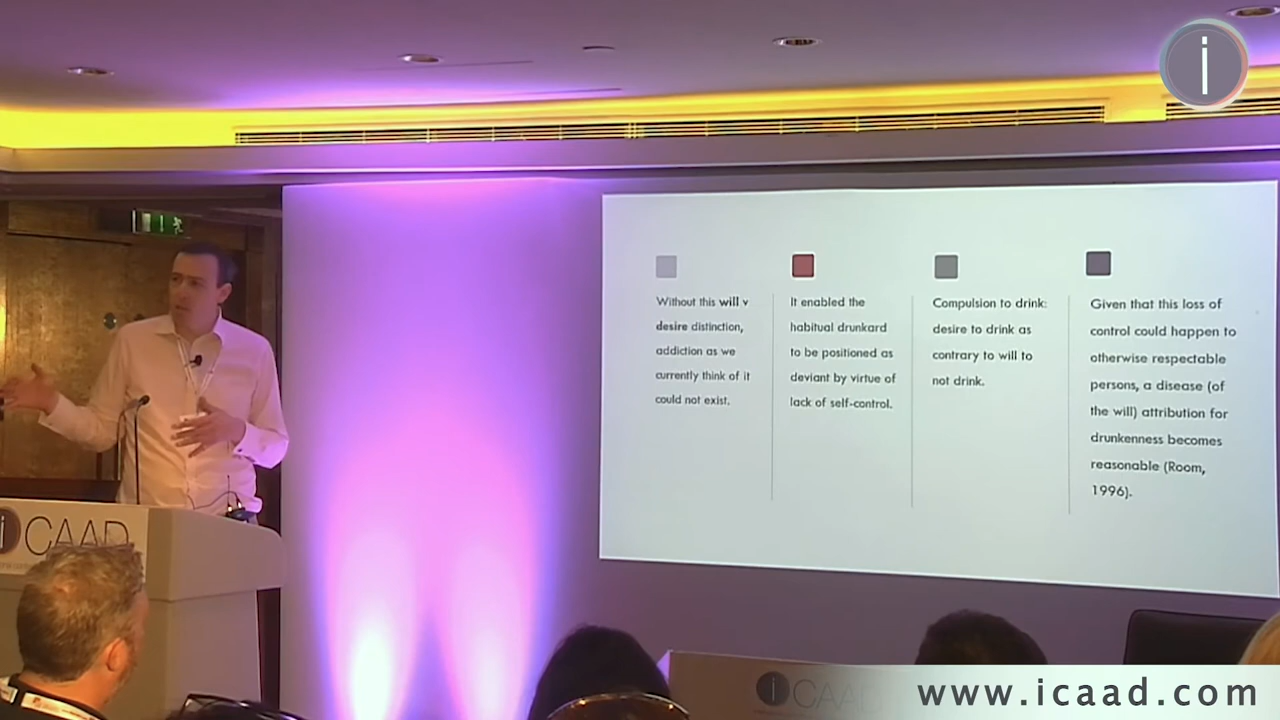 i
Without this will v
desire distinction,
addiction as we
currently think of it
could not exist.
It enabled the
habitual drunkard
to be positioned as
deviant by virtue of
lack of self-control.
Compulsion to drink:
desire to drink as
contrary to will to
not drink.
Given that this loss of
control could happen to
otherwise respectable
persons, a disease (of
the will) attribution for
drunkenness becomes
reasonable (Room,
1996).
i CAAD
i CAAD
www.icaad.com